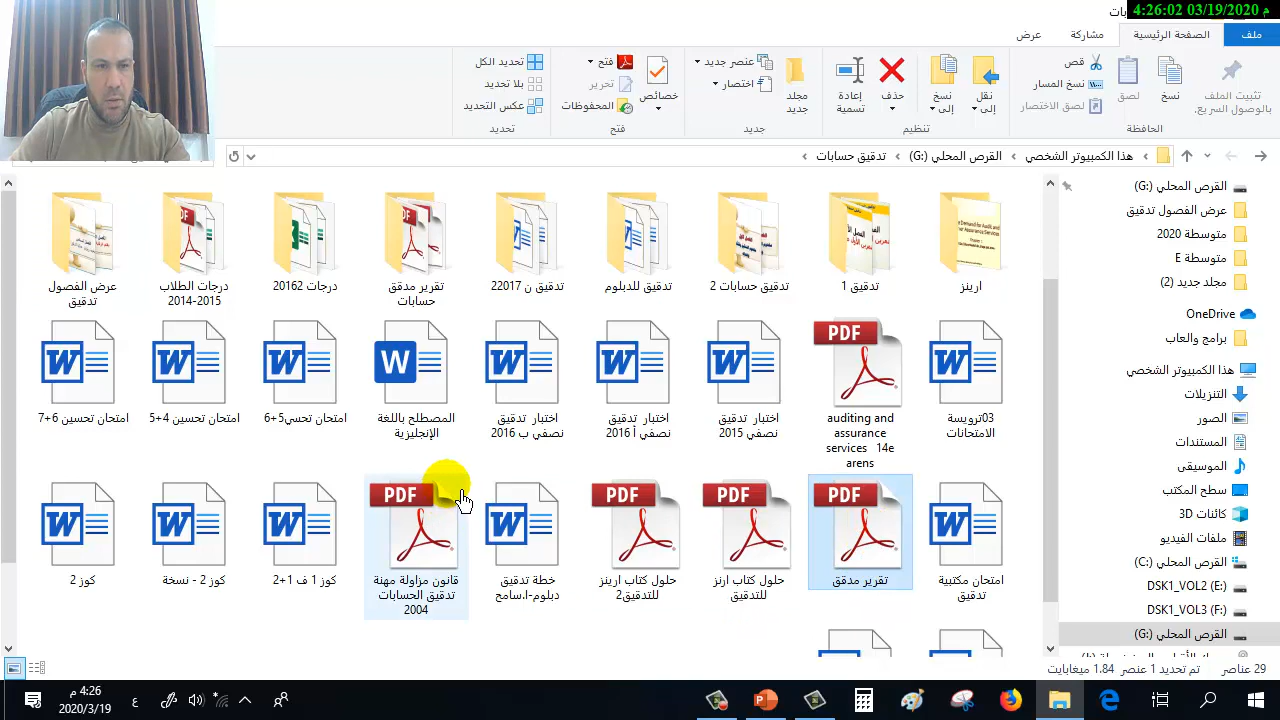 م 4:26:02 03/19/2020
بات
ملف
الصفحة الرئيسية
مشاركة
عرض
تثبيت الملف
بالوصول السريع.
نسخ
لصق
قص
نسخ المسار
لصق الاختصار
الحافظة
نقل
إلى
نسخ
إلى
حذف
إعادة
تسمية
تنظيم
مجلد
جديد
عنصر جديد
اختصار
جديد
خصائص
فتح
تحرير
المحفوظات
فتح
تحديد الكل
بلا تحديد
عكس التحديد
تحديد
هذا الكمبيوتر الشخصي
القرص المحلي (G:)
تدقيق حسابات
القرص المحلي (G:)
عرض الفصول تدقيق
متوسطة 2020
متوسطة E
مجلد جديد (2)
OneDrive
برامج والعاب
هذا الكمبيوتر الشخصي
التنزيلات
الصور
المستندات
الموسيقى
سطح المكتب
كائنات 3D
ملفات الفيديو
القرص المحلي (C:)
DSK1_VOL2 (E:)
DSK1_VOL3 (F:)
القرص المحلي (G:)
ارينز
تدقيق 1
تدقيق حسابات 2
تدقيق للدبلوم
تدقيق ن 22017
تقرير مدقق
حسابات
درجات 20162
درجات الطلاب
2014-2015
عرض الفصول
تدقيق
03ترويسة
الامتحانات
PDF
auditing and
assurance
services 14e
arens
اختبار تدقيق
نصفي 2015
اختبار تدقيق
نصفي أ 2016
اختبار تدقيق
نصفي ب 2016
المصطلح باللغة
الإنجليزية
امتحان تحسي5+6
امتحان تحسين 4+5
امتحان تحسين 6+7
امتحان مكتبية
تدقيق
PDF
تقرير مدقق
PDF
حلول كتاب ارنز
للتدقيق
PDF
حلول كتاب ارينز
للتدقيق2
خطة تدقيق
دبلوم-ا.سامح
PDF
قانون مزاولة مهنة
تدقيق الحسابات
2004
كوز 1 ف 1+2
كوز 2 - نسخة
كوز 2
29 عناصر
تم تحديد 1 عنصر 1.84 ميغابايت
ع
4:26 م
2020/3/19